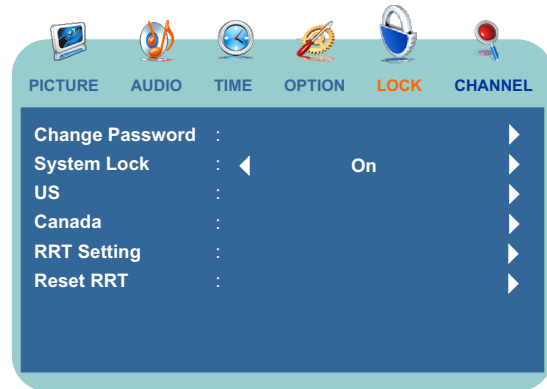 PICTURE AUDIO TIME OPTION LOCK CHANNEL
Change Password :
System Lock : On
US :
Canada :
RRT Setting :
Reset RRT :